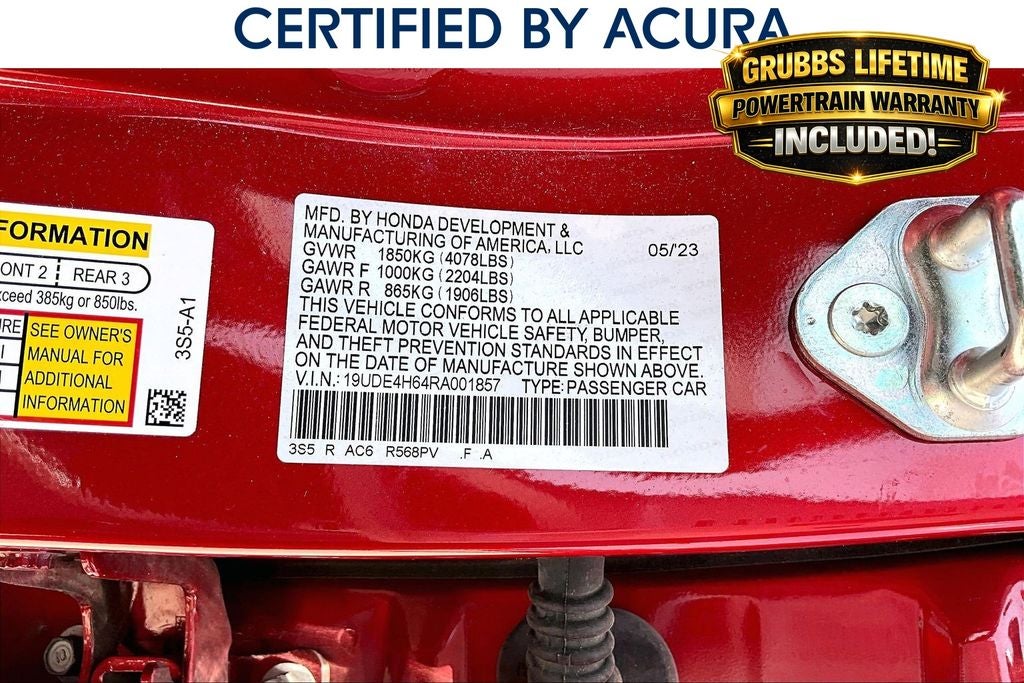 CERTIFIED BY ACURA
GRUBBS LIFETIME
POWERTRAIN WARRANTY
INCLUDED!
FORMATION
ONT 2 REAR 3
xceed 385kg or 850lbs.
SEE OWNER'S
MANUAL FOR
ADDITIONAL
INFORMATION
3S5-A1
MFD. BY HONDA DEVELOPMENT &
MANUFACTURING OF AMERICA, LLC 05/23
GVWR 1850KG (4078LBS)
GAWR F 1000KG (2204LBS)
GAWR R 865KG (1906LBS)
THIS VEHICLE CONFORMS TO ALL APPLICABLE
FEDERAL MOTOR VEHICLE SAFETY, BUMPER,
AND THEFT PREVENTION STANDARDS IN EFFECT
ON THE DATE OF MANUFACTURE SHOWN ABOVE.
V.I.N.: 19UDE4H64RA001857 TYPE:PASSENGER CAR
3S5 R AC6 R568PV .F .A